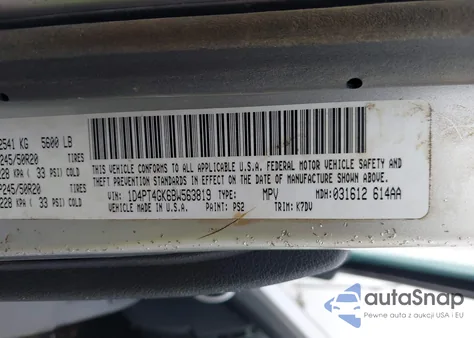 2541 KG 5600 LB
245/50R20 TIRES
228 KPA ( 33 PSI) COLD
P245/50R20 TIRES
228 KPA ( 33 PSI) COLD
THIS VEHICLE CONFORMS TO ALL APPLICABLE U.S.A. FEDERAL MOTOR VEHICLE SAFETY
AND THEFT PREVENTION STANDARDS IN EFFECT ON THE DATE OF MANUFACTURE SHOWN ABOVE.
VIN: 1D4PT4GK6BW563819 TYPE: MPV MDH: 031612 614AA
VEHICLE MADE IN U.S.A. PAINT: PS2 TRIM: K7DV
autaSnap
Pewne auta z aukcji USA i EU